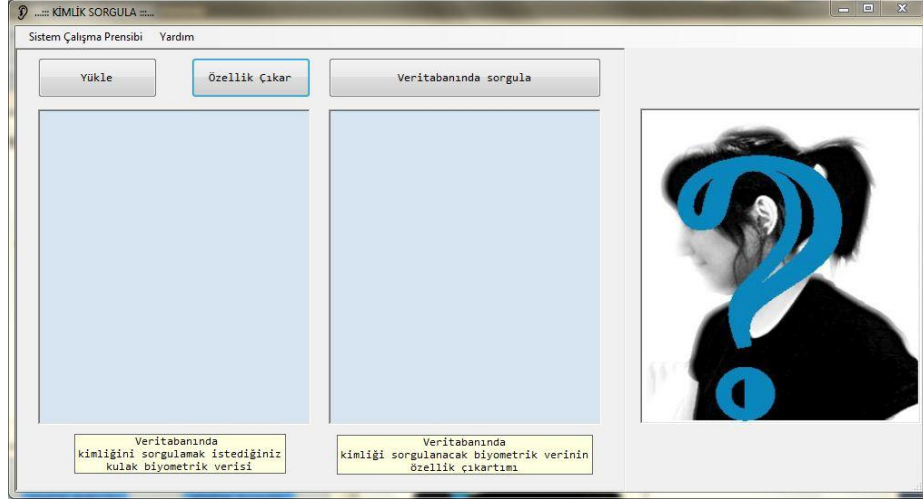 ...::: KİMLİK SORGULA :::...
Sistem Çalışma Prensibi Yardım
Yükle
Özellik Çıkar
Veritabanında sorgula
Veritabanında
kimliğini sorgulamak istediğiniz
kulak biyometrik verisi
Veritabanında
kimliği sorgulanacak biyometrik verinin
özellik çıkartımı